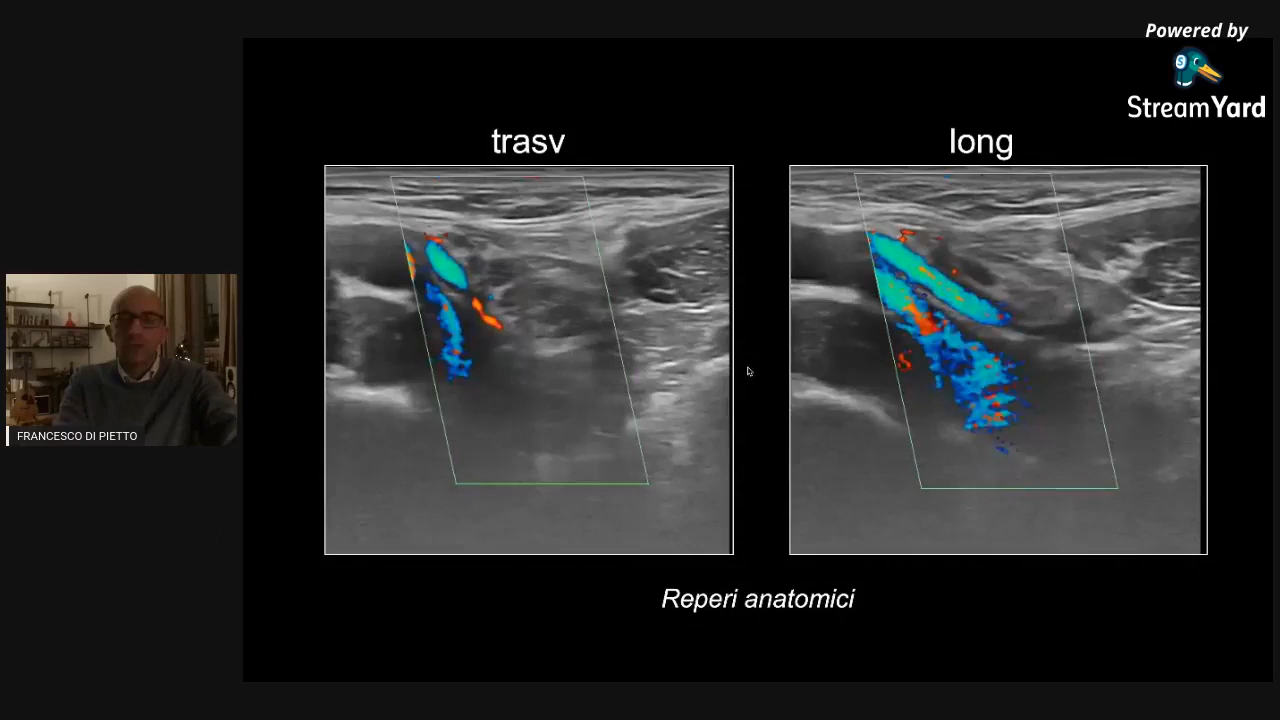 Powered by
StreamYard
trasv
long
FRANCESCO DI PIETTO
Reperi anatomici